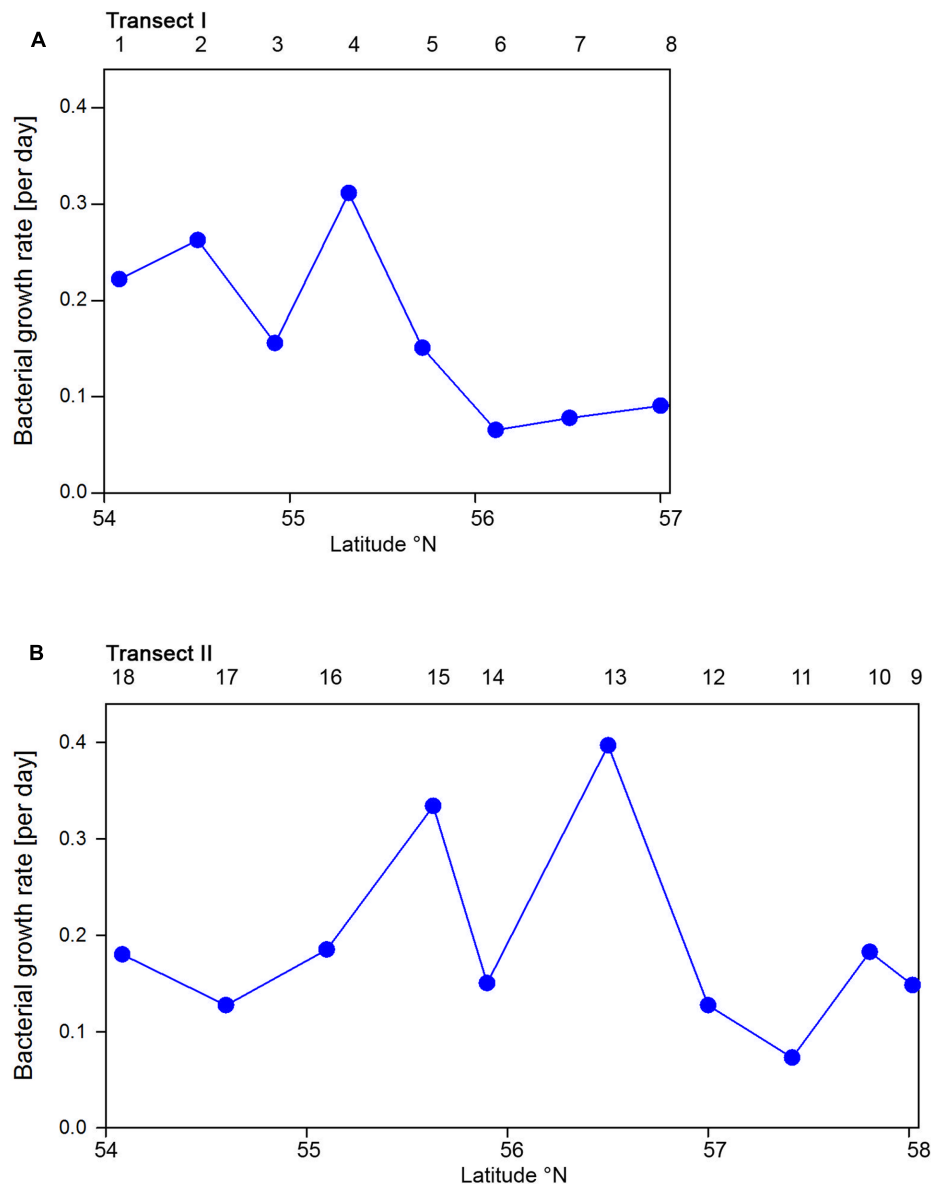 Transect I
A
1 2 3 4 5 6 7 8
Bacterial growth rate [per day]
0.4
0.3
0.2
0.1
0.0
54 55 56 57
Latitude °N
B
Transect II
18 17 16 15 14 13 12 11 10 9
Bacterial growth rate [per day]
0.4
0.3
0.2
0.1
0.0
54 55 56 57 58
Latitude °N